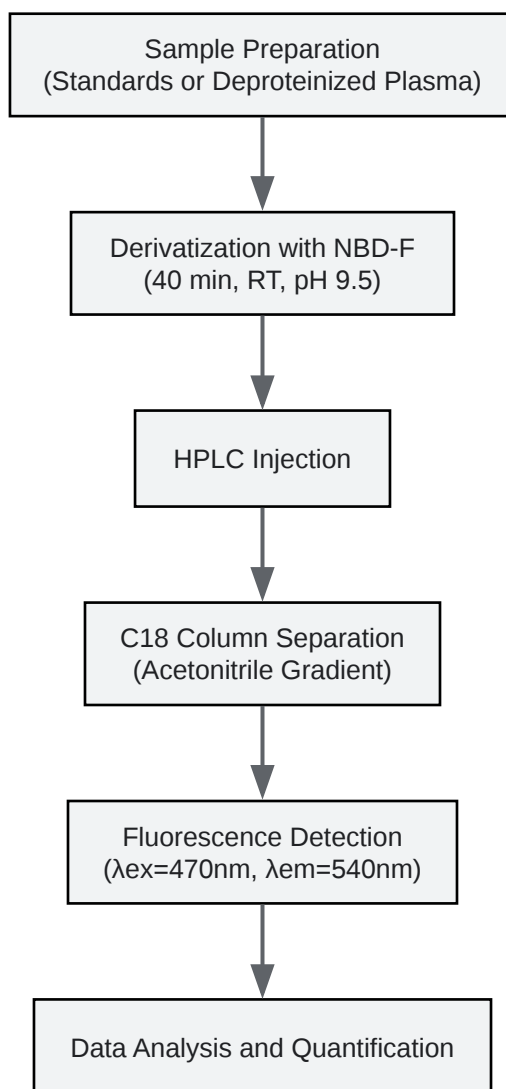 Sample Preparation
(Standards or Deproteinized Plasma)
Derivatization with NBD-F
(40 min, RT, pH 9.5)
HPLC Injection
C18 Column Separation
(Acetonitrile Gradient)
Fluorescence Detection
(λex=470nm, λem=540nm)
Data Analysis and Quantification